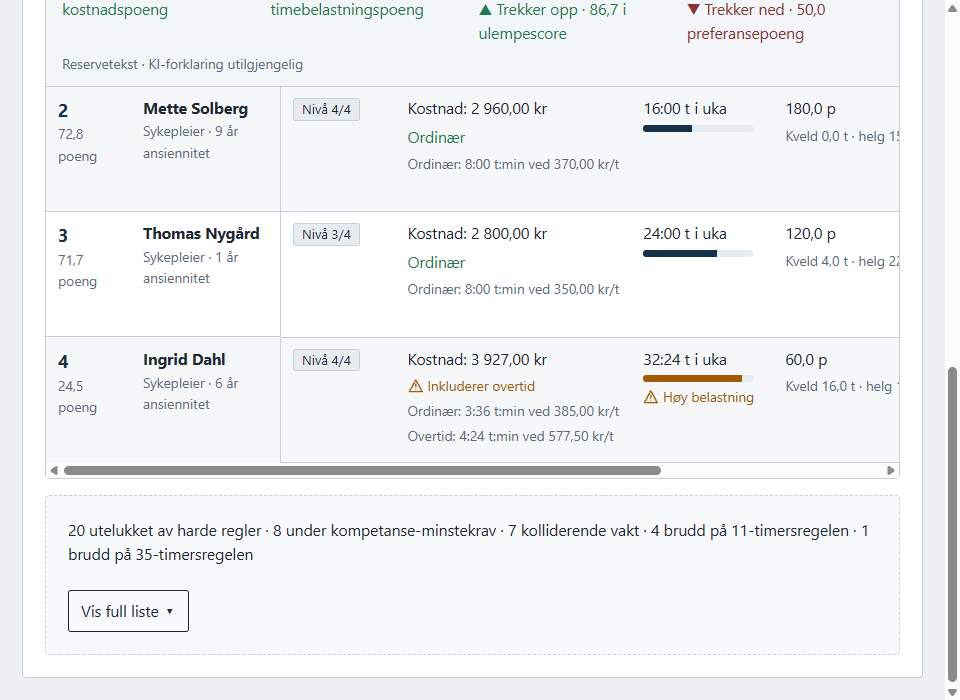 kostnadspoeng
timebelastningspoeng
▲ Trekker opp · 86,7 i
ulempescore
▼ Trekker ned · 50,0
preferansepoeng
Reservetekst · KI-forklaring utilgjengelig
2
72,8
poeng
Mette Solberg
Sykepleier · 9 år
ansiennitet
Nivå 4/4
Kostnad: 2 960,00 kr
Ordinær
Ordinær: 8:00 t:min ved 370,00 kr/t
16:00 t i uka
180,0 p
Kveld 0,0 t · helg
3
71,7
poeng
Thomas Nygård
Sykepleier · 1 år
ansiennitet
Nivå 3/4
Kostnad: 2 800,00 kr
Ordinær
Ordinær: 8:00 t:min ved 350,00 kr/t
24:00 t i uka
120,0 p
Kveld 4,0 t · helg
4
24,5
poeng
Ingrid Dahl
Sykepleier · 6 år
ansiennitet
Nivå 4/4
Kostnad: 3 927,00 kr
⚠ Inkluderer overtid
Ordinær: 3:36 t:min ved 385,00 kr/t
Overtid: 4:24 t:min ved 577,50 kr/t
32:24 t i uka
⚠ Høy belastning
60,0 p
Kveld 16,0 t · helg
20 utelukket av harde regler · 8 under kompetanse-minstekrav · 7 kolliderende vakt · 4 brudd på 11-timersregelen · 1
brudd på 35-timersregelen
Vis full liste ▾